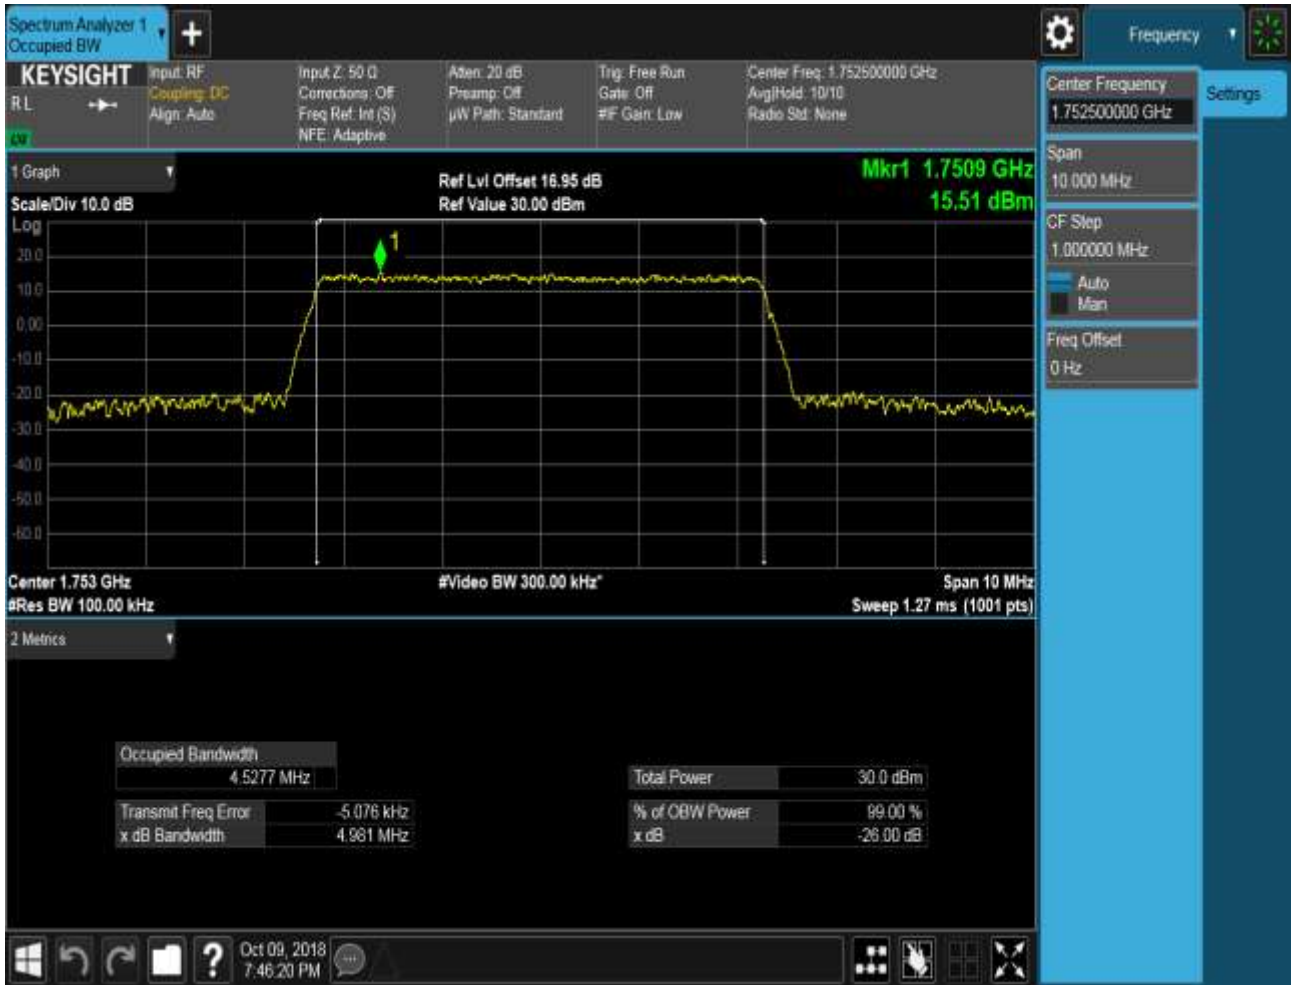 Spectrum Analyzer 1
Occupied BW
Frequency
KEYSIGHT
R L
Input: RF
Coupling: DC
Align: Auto
Input Z: 50 Ω
Corrections: Off
Freq Ref: Int (S)
NFE: Adaptive
Atten: 20 dB
Preamp: Off
µW Path: Standard
Trig: Free Run
Gate: Off
#IF Gain: Low
Center Freq: 1.752500000 GHz
Avg|Hold: 10/10
Radio Std: None
Center Frequency
1.752500000 GHz
Settings
Span
10.000 MHz
CF Step
1.000000 MHz
Auto
Man
Freq Offset
0 Hz
1 Graph
Scale/Div 10.0 dB
Ref Lvl Offset 16.95 dB
Ref Value 30.00 dBm
Mkr1 1.7509 GHz
15.51 dBm
Log
1
20.0
10.0
0.00
-10.0
-20.0
-30.0
-40.0
-50.0
-60.0
Center 1.753 GHz
#Video BW 300.00 kHz*
Span 10 MHz
#Res BW 100.00 kHz
Sweep 1.27 ms (1001 pts)
2 Metrics
Occupied Bandwidth
4.5277 MHz
Total Power 30.0 dBm
Transmit Freq Error -5.076 kHz
% of OBW Power 99.00 %
x dB Bandwidth 4.981 MHz
x dB -26.00 dB
Oct 09, 2018
7:46:20 PM